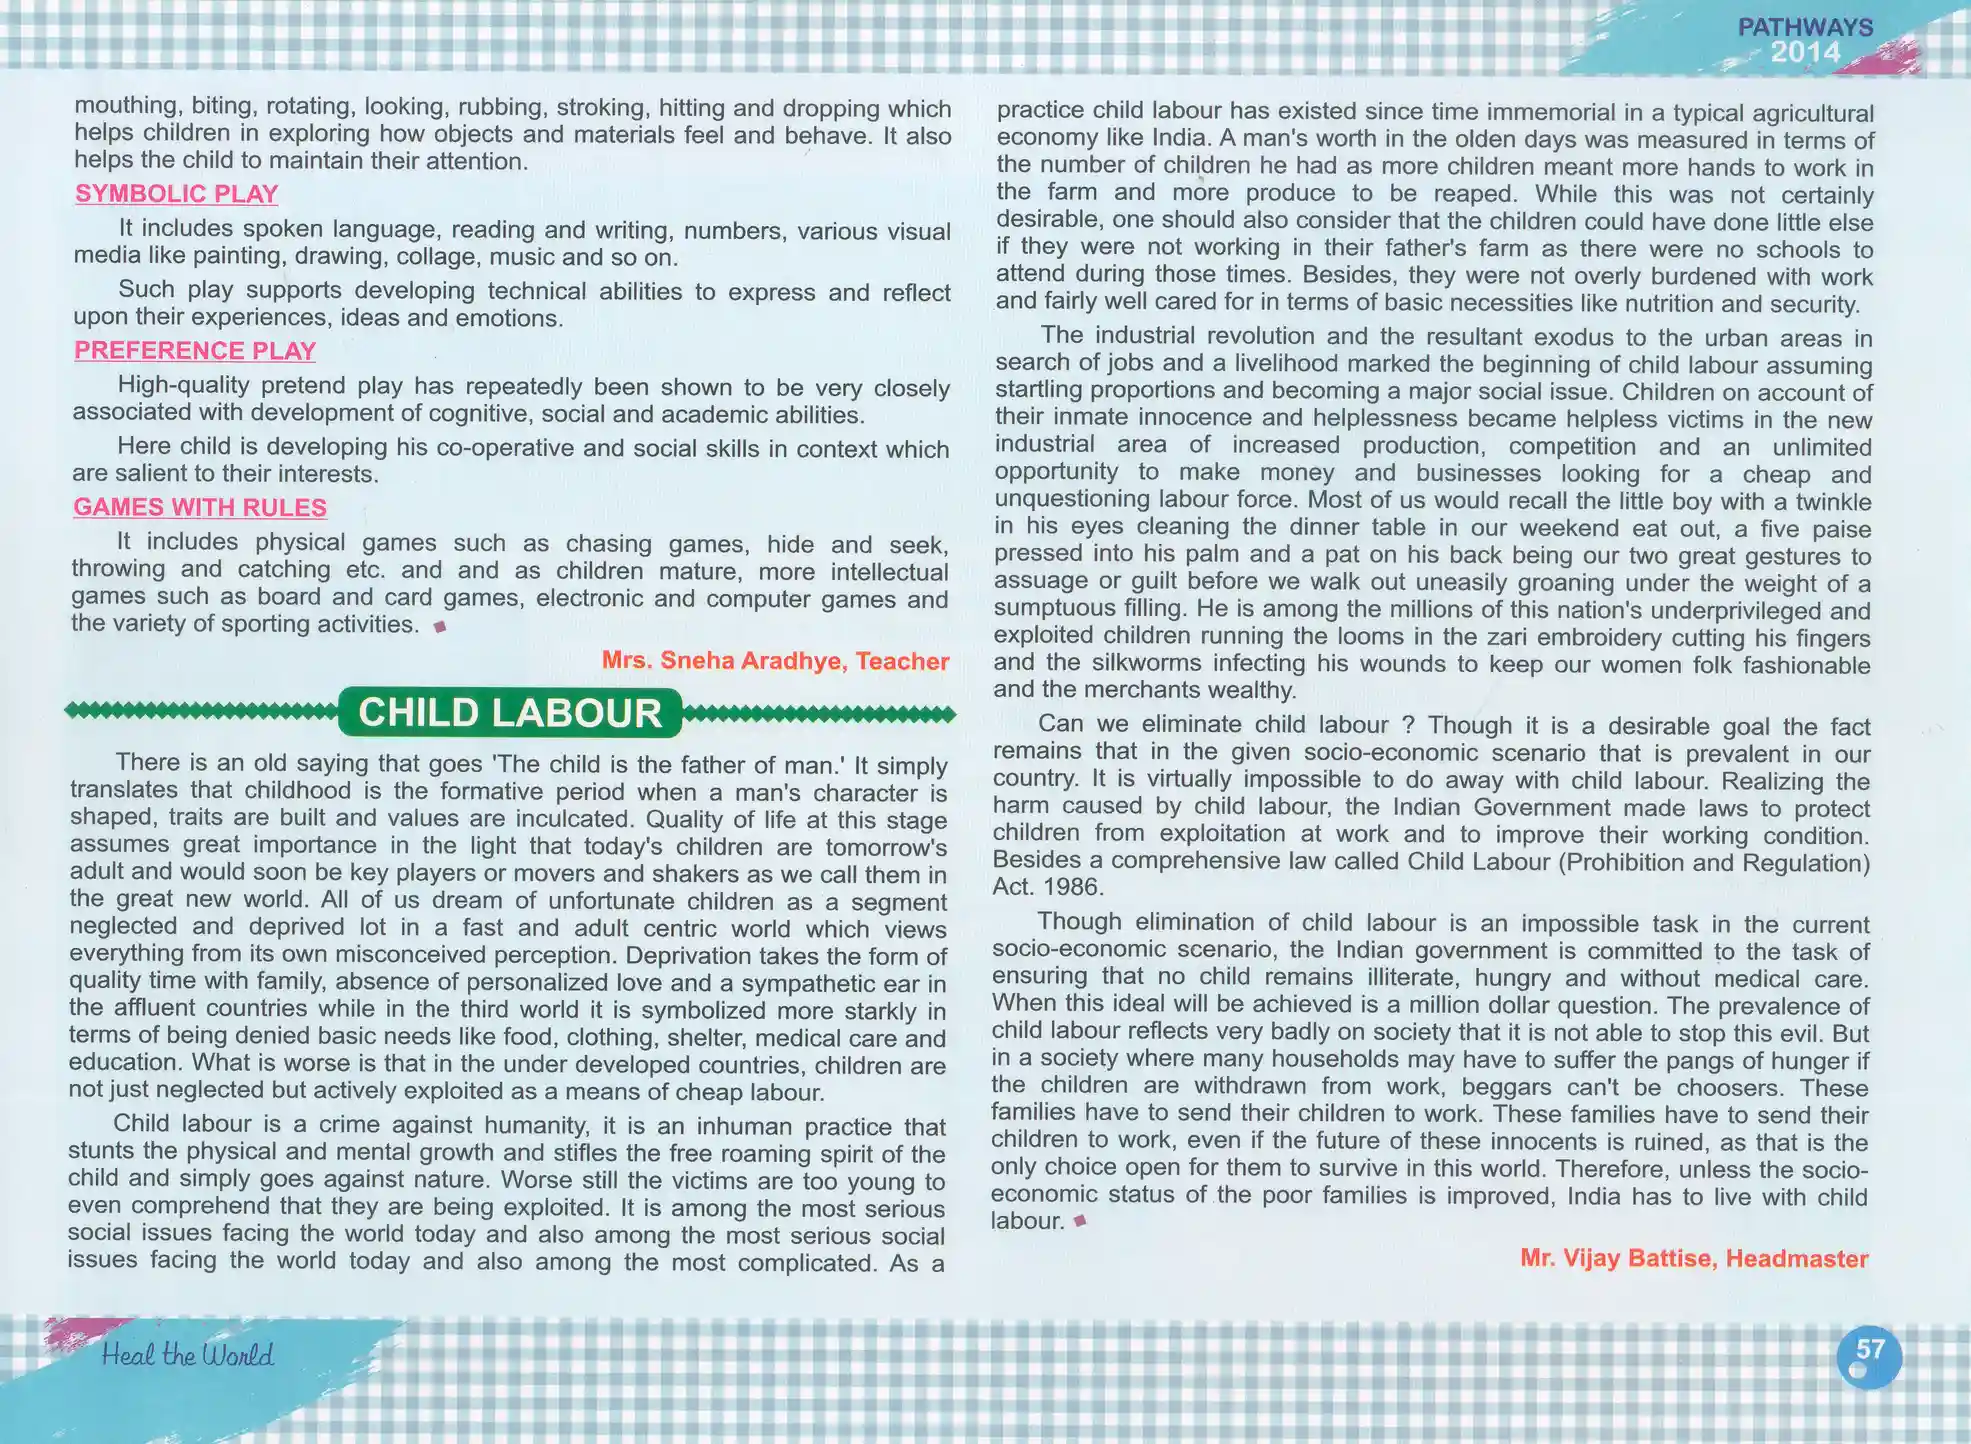 PATHWAYS
2014
mouthing, biting, rotating, looking, rubbing, stroking, hitting and dropping which
helps children in exploring how objects and materials feel and behave. It also
helps the child to maintain their attention.
SYMBOLIC PLAY
It includes spoken language, reading and writing, numbers, various visual
media like painting, drawing, collage, music and so on.
Such play supports developing technical abilities to express and reflect
upon their experiences, ideas and emotions.
PREFERENCE PLAY
High-quality pretend play has repeatedly been shown to be very closely
associated with development of cognitive, social and academic abilities.
Here child is developing his co-operative and social skills in context which
are salient to their interests.
GAMES WITH RULES
It includes physical games such as chasing games, hide and seek,
throwing and catching etc. and and as children mature, more intellectual
games such as board and card games, electronic and computer games and
the variety of sporting activities.
Mrs. Sneha Aradhye, Teacher
CHILD LABOUR
There is an old saying that goes 'The child is the father of man.' It simply
translates that childhood is the formative period when a man's character is
shaped, traits are built and values are inculcated. Quality of life at this stage
assumes great importance in the light that today's children are tomorrow's
adult and would soon be key players or movers and shakers as we call them in
the great new world. All of us dream of unfortunate children as a segment
neglected and deprived lot in a fast and adult centric world which views
everything from its own misconceived perception. Deprivation takes the form of
quality time with family, absence of personalized love and a sympathetic ear in
the affluent countries while in the third world it is symbolized more starkly in
terms of being denied basic needs like food, clothing, shelter, medical care and
education. What is worse is that in the under developed countries, children are
not just neglected but actively exploited as a means of cheap labour.
Child labour is a crime against humanity, it is an inhuman practice that
stunts the physical and mental growth and stifles the free roaming spirit of the
child and simply goes against nature. Worse still the victims are too young to
even comprehend that they are being exploited. It is among the most serious
social issues facing the world today and also among the most serious social
issues facing the world today and also among the most complicated. As a
practice child labour has existed since time immemorial in a typical agricultural
economy like India. A man's worth in the olden days was measured in terms of
the number of children he had as more children meant more hands to work in
the farm and more produce to be reaped. While this was not certainly
desirable, one should also consider that the children could have done little else
if they were not working in their father's farm as there were no schools to
attend during those times. Besides, they were not overly burdened with work
and fairly well cared for in terms of basic necessities like nutrition and security.
The industrial revolution and the resultant exodus to the urban areas in
search of jobs and a livelihood marked the beginning of child labour assuming
startling proportions and becoming a major social issue. Children on account of
their inmate innocence and helplessness became helpless victims in the new
industrial area of increased production, competition and an unlimited
opportunity to make money and businesses looking for a cheap and
unquestioning labour force. Most of us would recall the little boy with a twinkle
in his eyes cleaning the dinner table in our weekend eat out, a five paise
pressed into his palm and a pat on his back being our two great gestures to
assuage or guilt before we walk out uneasily groaning under the weight of a
sumptuous filling. He is among the millions of this nation's underprivileged and
exploited children running the looms in the zari embroidery cutting his fingers
and the silkworms infecting his wounds to keep our women folk fashionable
and the merchants wealthy.
Can we eliminate child labour ? Though it is a desirable goal the fact
remains that in the given socio-economic scenario that is prevalent in our
country. It is virtually impossible to do away with child labour. Realizing the
harm caused by child labour, the Indian Government made laws to protect
children from exploitation at work and to improve their working condition.
Besides a comprehensive law called Child Labour (Prohibition and Regulation)
Act. 1986.
Though elimination of child labour is an impossible task in the current
socio-economic scenario, the Indian government is committed to the task of
ensuring that no child remains illiterate, hungry and without medical care.
When this ideal will be achieved is a million dollar question. The prevalence of
child labour reflects very badly on society that it is not able to stop this evil. But
in a society where many households may have to suffer the pangs of hunger if
the children are withdrawn from work, beggars can't be choosers. These
families have to send their children to work. These families have to send their
children to work, even if the future of these innocents is ruined, as that is the
only choice open for them to survive in this world. Therefore, unless the socio-
economic status of the poor families is improved, India has to live with child
labour.
Mr. Vijay Battise, Headmaster
Heal the World
57